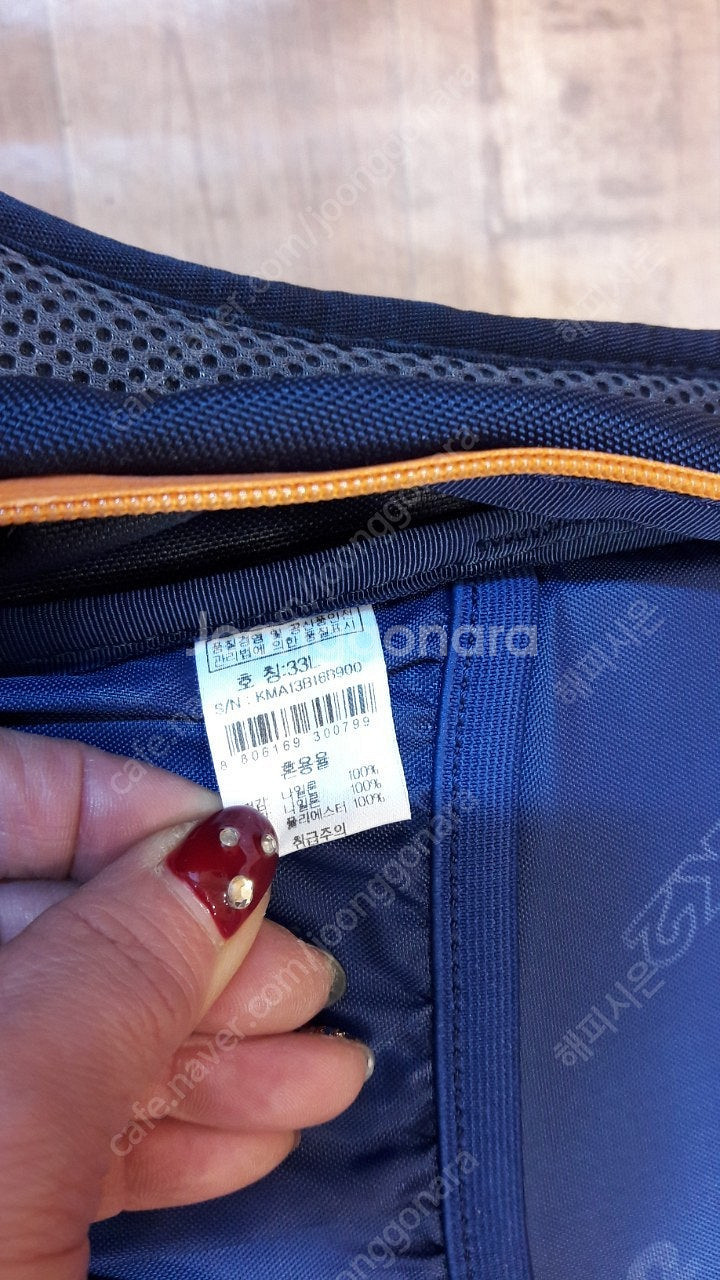 품질경영 및 공산품안전
관리법에 의한 품질표시
호 칭:33L
S/N : KMA13B16B900
8 806169 300799
혼용율
나일론 100%
감: 나일론 100%
폴리에스터 100%
취급주의
Joonggonara
cafe.naver.com/joonggonara
해피시은